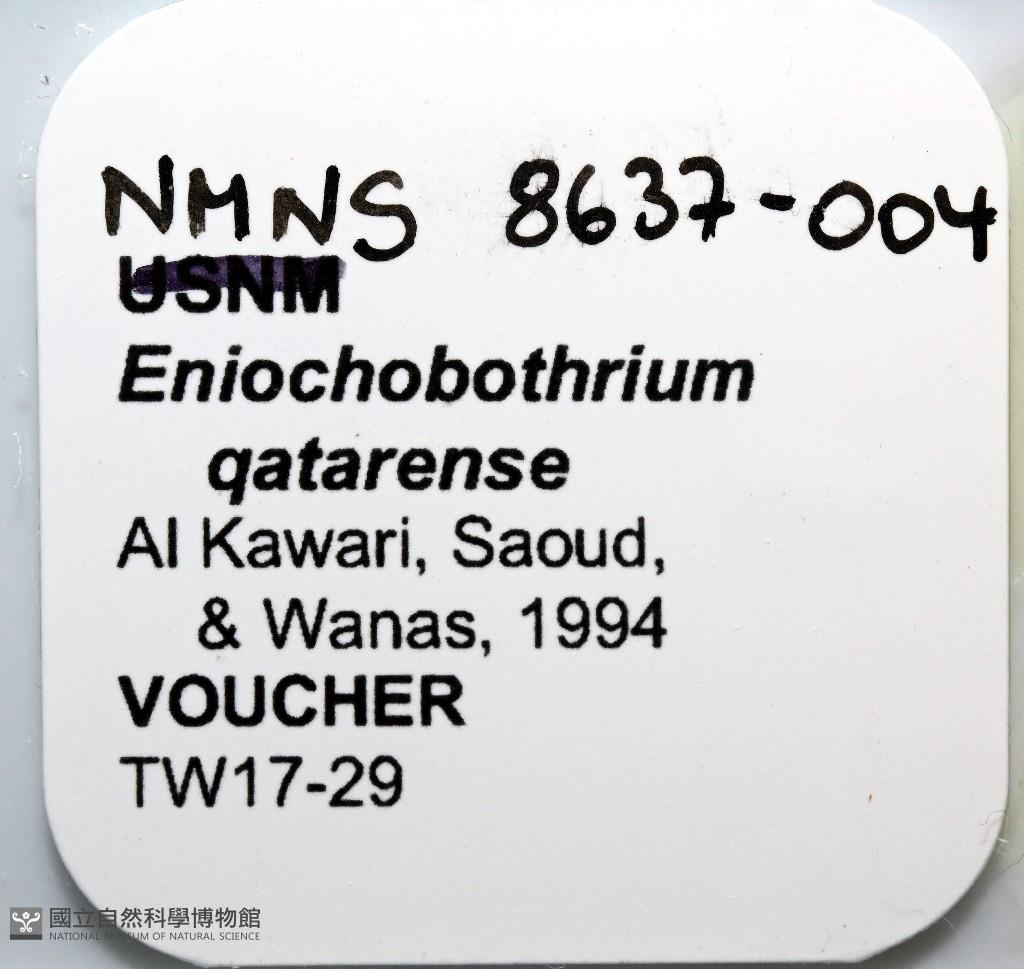 NMNS 8637-004
USNM
Eniochobothrium
qatarense
Al Kawari, Saoud,
& Wanas, 1994
VOUCHER
TW17-29
國立自然科學博物館
NATIONAL MUSEUM OF NATURAL SCIENCE